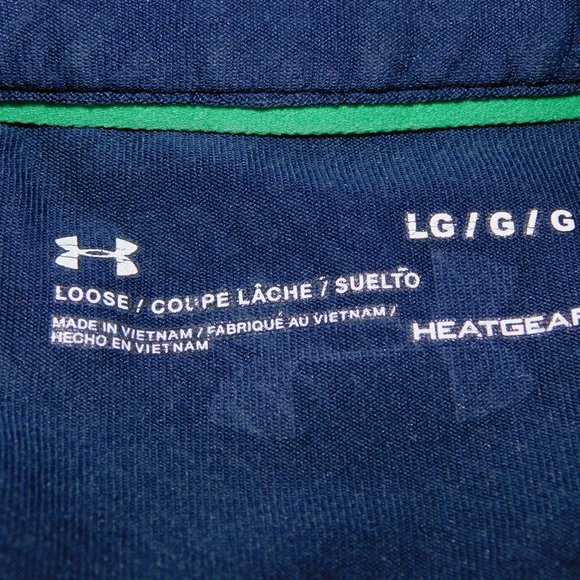 LG / G / G
LOOSE / COUPE LÂCHE / SUELTO
MADE IN VIETNAM / FABRIQUÉ AU VIETNAM /
HECHO EN VIETNAM
HEATGEAR